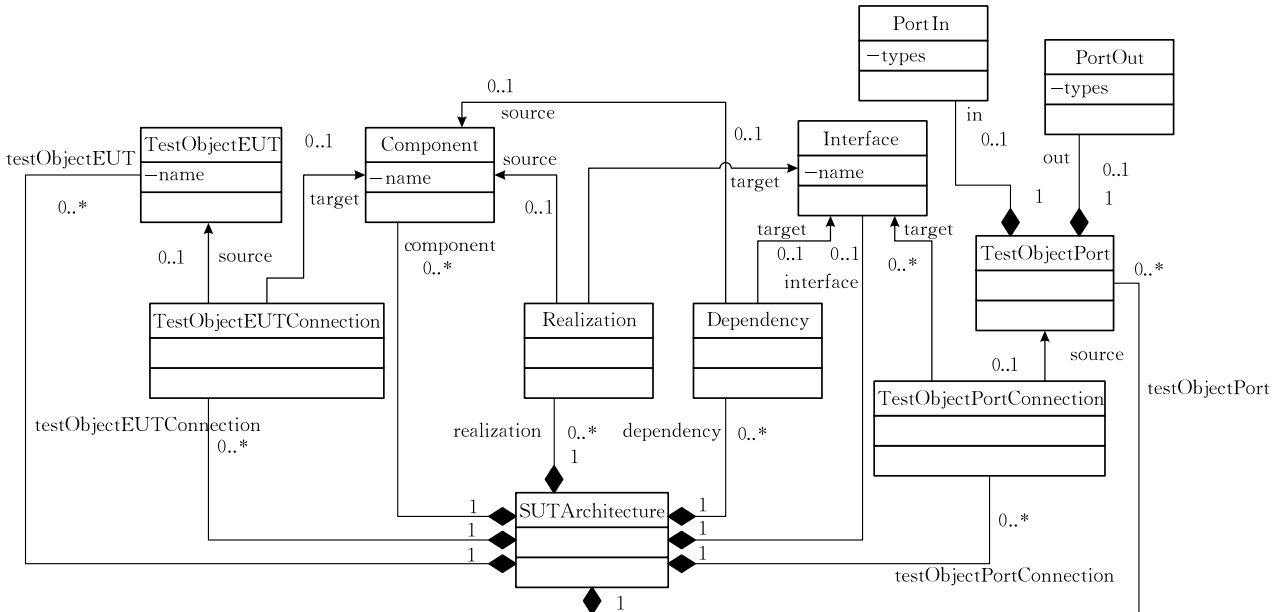 PortIn
–types
PortOut
–types
0..1
source
in
0..1
testObjectEUT
TestObjectEUT
–name
0..1
Component
–name
source
0..1
Interface
–name
out
0..1
target
target
0..*
0..1
1
1
component
0..*
target
0..1
0..1
interface
target
0..*
TestObjectPort
0..*
0..1
source
TestObjectEUTConnection
Realization
Dependency
source
0..1
TestObjectPortConnection
testObjectPort
testObjectEUTConnection
0..*
realization
0..*
1
dependency
0..*
SUTArchitecture
1
1
1
1
1
1
0..*
testObjectPortConnection
1